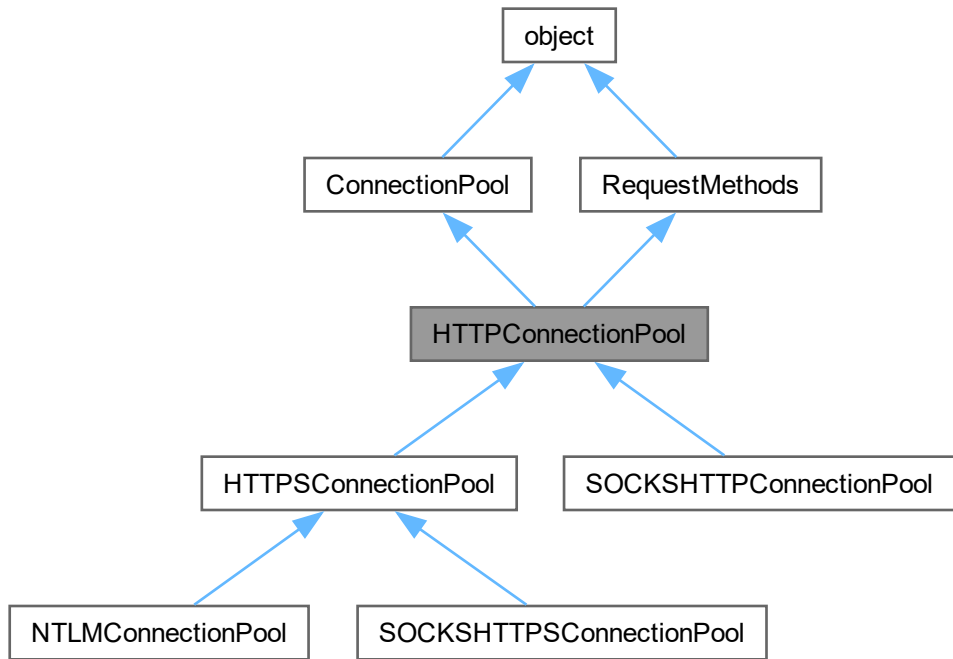 object
ConnectionPool
RequestMethods
HTTPConnectionPool
HTTPSConnectionPool
SOCKSHTTPConnectionPool
NTLMConnectionPool
SOCKSHTTPSConnectionPool